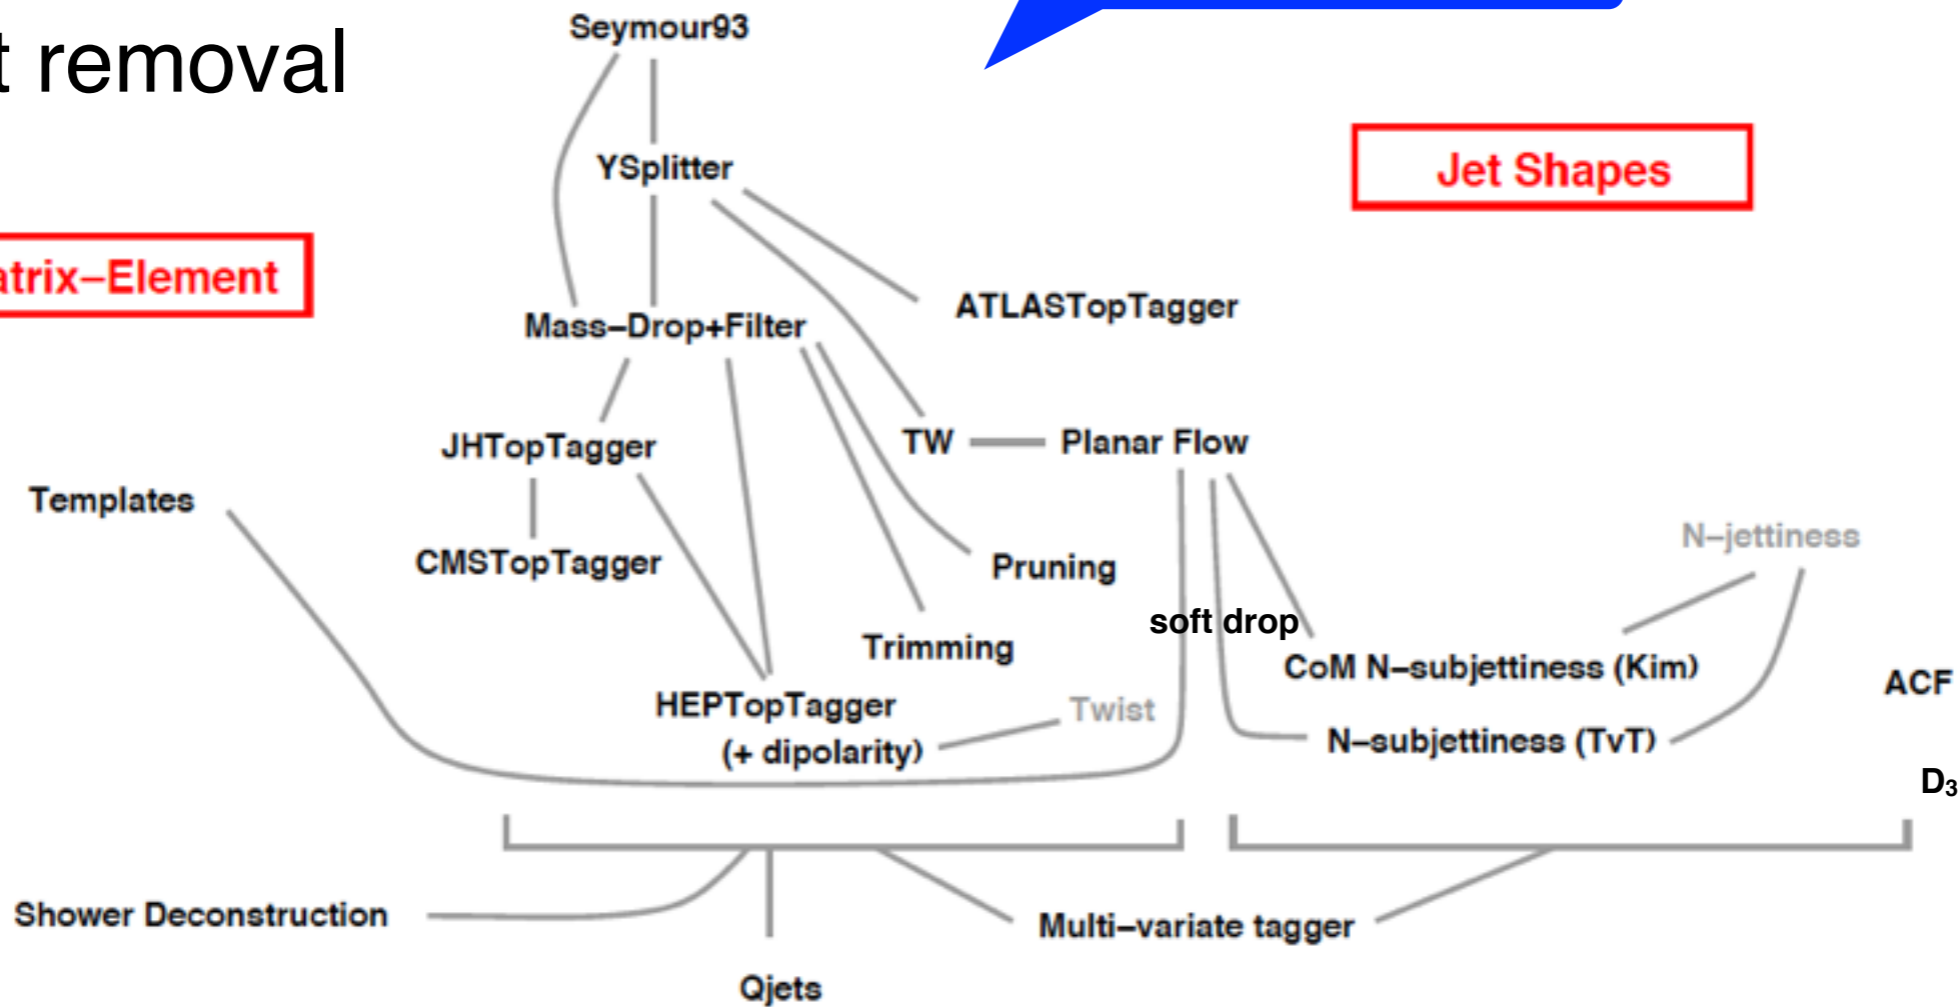 Seymour93
t removal
YSplitter
Jet Shapes
atrix–Element
ATLASTopTagger
Mass–Drop+Filter
JHTopTagger
TW
Planar Flow
Templates
CMSTopTagger
Pruning
N–jettiness
soft drop
Trimming
CoM N–subjettiness (Kim)
ACF
HEPTopTagger
(+ dipolarity)
Twist
N–subjettiness (TvT)
D₃
Shower Deconstruction
Multi–variate tagger
Qjets